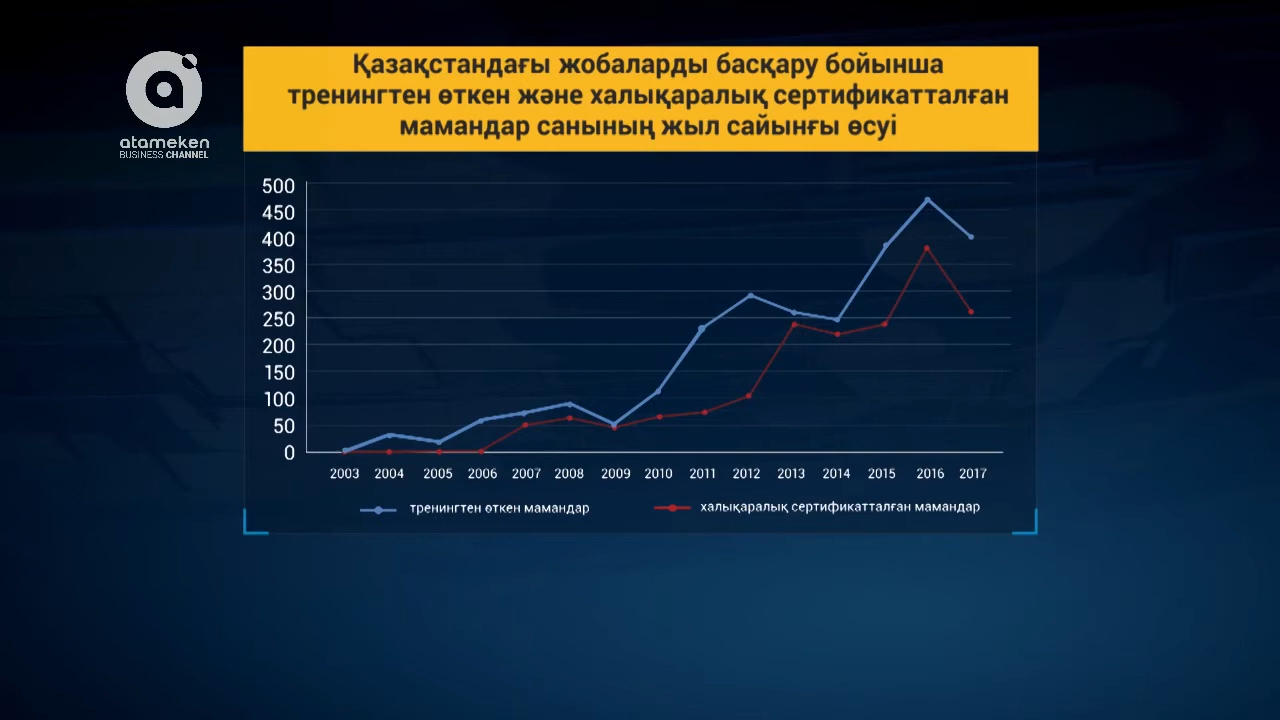 atameken
BUSINESS CHANNEL
Қазақстандағы жобаларды басқару бойынша
тренингтен өткен және халықаралық сертификатталған
мамандар санының жыл сайынғы өсуі
500
450
400
350
300
250
200
150
100
50
0
2003 2004 2005 2006 2007 2008 2009 2010 2011 2012 2013 2014 2015 2016 2017
тренингтен өткен мамандар халықаралық сертификатталған мамандар